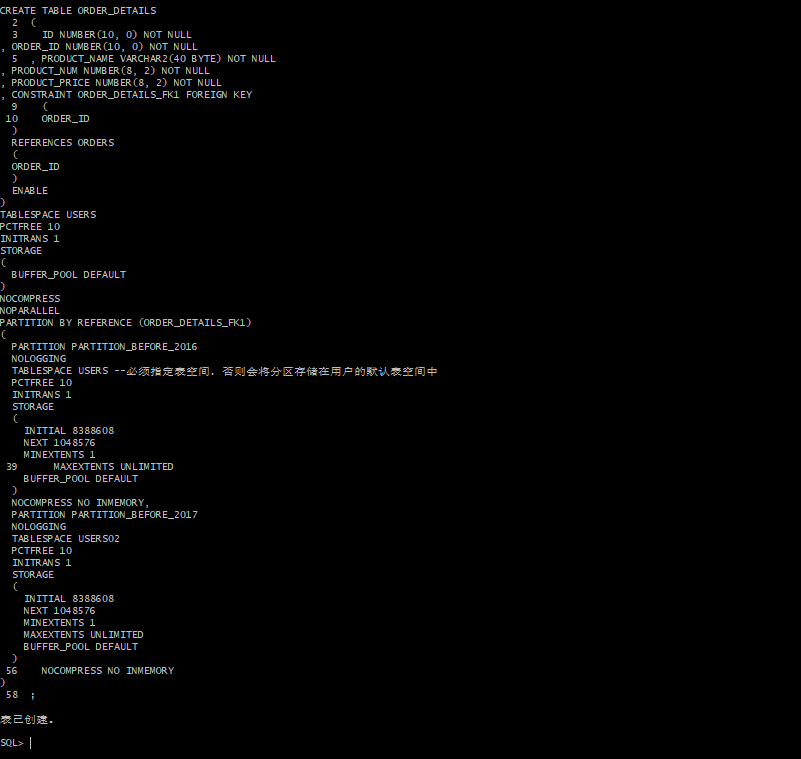 CREATE TABLE ORDER_DETAILS
2 (
3 ID NUMBER(10, 0) NOT NULL
, ORDER_ID NUMBER(10, 0) NOT NULL
5 , PRODUCT_NAME VARCHAR2(40 BYTE) NOT NULL
, PRODUCT_NUM NUMBER(8, 2) NOT NULL
, PRODUCT_PRICE NUMBER(8, 2) NOT NULL
, CONSTRAINT ORDER_DETAILS_FK1 FOREIGN KEY
9 (
10 ORDER_ID
)
REFERENCES ORDERS
(
ORDER_ID
)
ENABLE
)
TABLESPACE USERS
PCTFREE 10
INITRANS 1
STORAGE
(
BUFFER_POOL DEFAULT
)
NOCOMPRESS
NOPARALLEL
PARTITION BY REFERENCE (ORDER_DETAILS_FK1)
(
PARTITION PARTITION_BEFORE_2016
NOLOGGING
TABLESPACE USERS --必须指定表空间，否则会将分区存储在用户的默认表空间中
PCTFREE 10
INITRANS 1
STORAGE
(
INITIAL 8388608
NEXT 1048576
MINEXTENTS 1
39 MAXEXTENTS UNLIMITED
BUFFER_POOL DEFAULT
)
NOCOMPRESS NO INMEMORY,
PARTITION PARTITION_BEFORE_2017
NOLOGGING
TABLESPACE USERS02
PCTFREE 10
INITRANS 1
STORAGE
(
INITIAL 8388608
NEXT 1048576
MINEXTENTS 1
MAXEXTENTS UNLIMITED
BUFFER_POOL DEFAULT
)
56 NOCOMPRESS NO INMEMORY
)
58 ;
表已创建。
SQL>